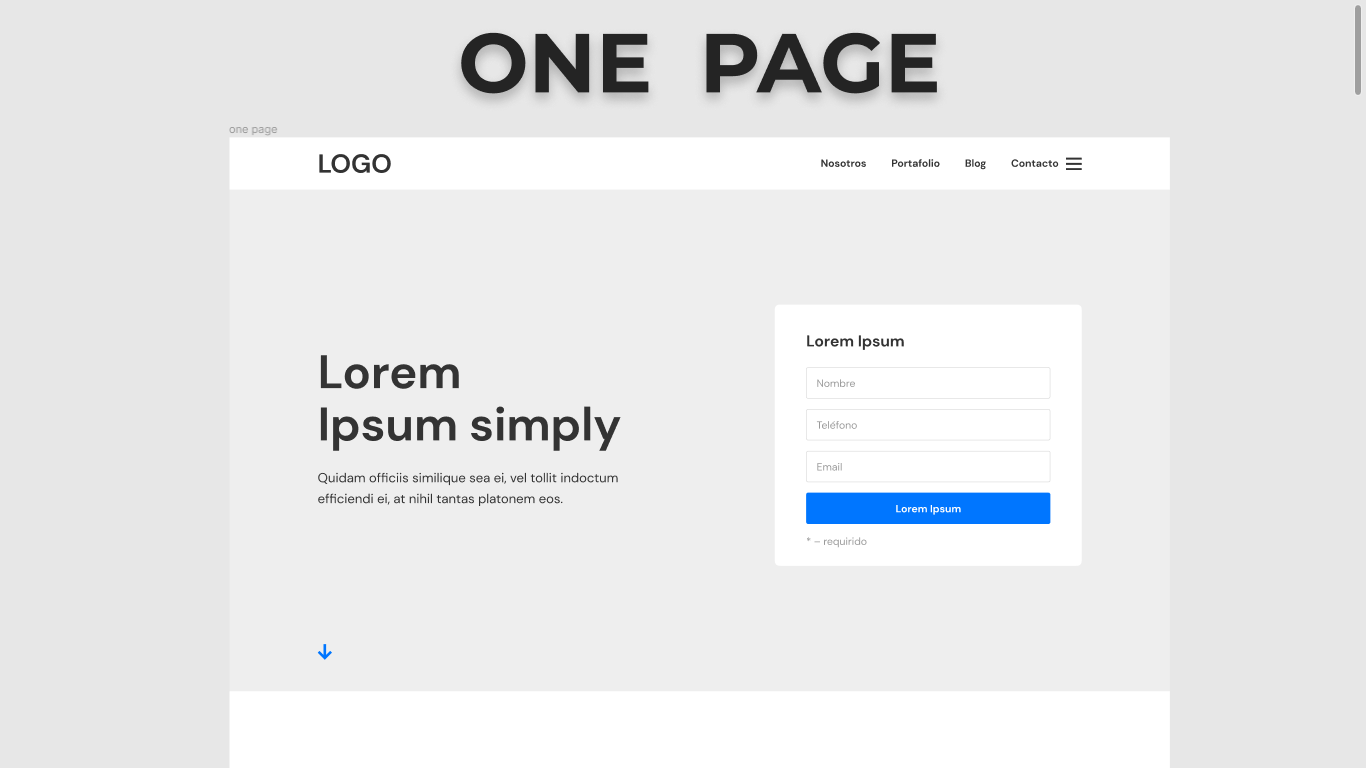 ONE PAGE
one page
LOGO
Nosotros Portafolio Blog Contacto
Lorem
Ipsum simply
Quidam officiis similique sea ei, vel tollit indoctum
efficiendi ei, at nihil tantas platonem eos.
Lorem Ipsum
Nombre
Teléfono
Email
Lorem Ipsum
* – requirido